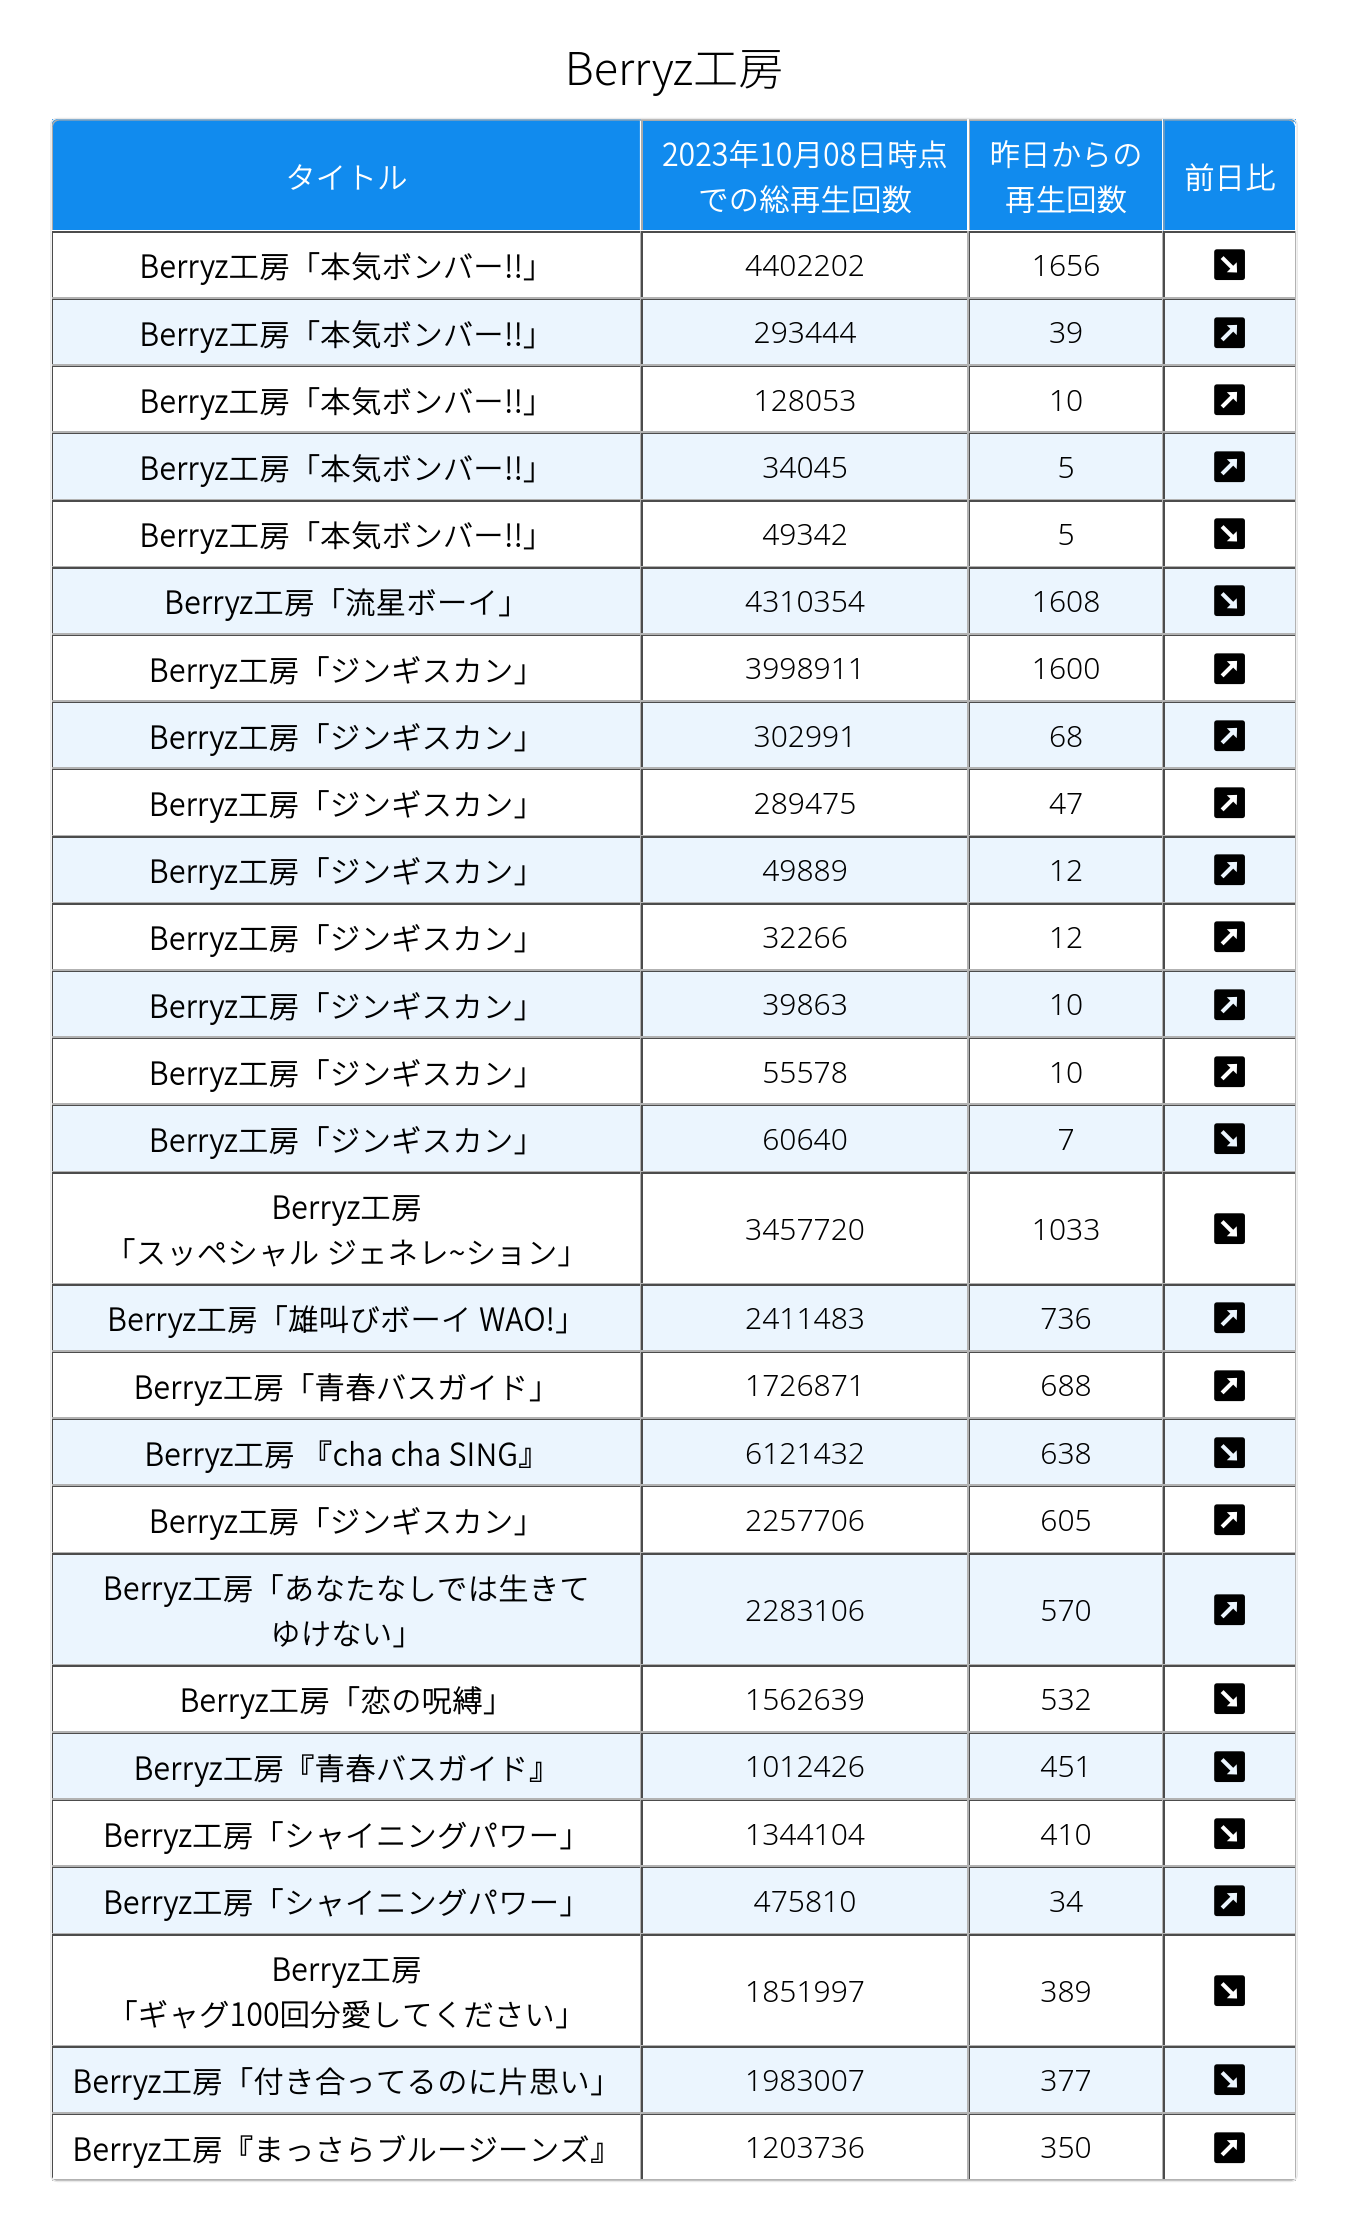 Berryz工房
タイトル 2023年10月08日時点 昨日からの 前日比
での総再生回数 再生回数
Berryz工房「本気ボンバー!!」 4402202 1656 ↘
Berryz工房「本気ボンバー!!」 293444 39 ↗
Berryz工房「本気ボンバー!!」 128053 10 ↗
Berryz工房「本気ボンバー!!」 34045 5 ↗
Berryz工房「本気ボンバー!!」 49342 5 ↘
Berryz工房「流星ボーイ」 4310354 1608 ↘
Berryz工房「ジンギスカン」 3998911 1600 ↗
Berryz工房「ジンギスカン」 302991 68 ↗
Berryz工房「ジンギスカン」 289475 47 ↗
Berryz工房「ジンギスカン」 49889 12 ↗
Berryz工房「ジンギスカン」 32266 12 ↗
Berryz工房「ジンギスカン」 39863 10 ↗
Berryz工房「ジンギスカン」 55578 10 ↗
Berryz工房「ジンギスカン」 60640 7 ↘
Berryz工房
「スッペシャル ジェネレ~ション」 3457720 1033 ↘
Berryz工房「雄叫びボーイ WAO!」 2411483 736 ↗
Berryz工房「青春バスガイド」 1726871 688 ↗
Berryz工房 『cha cha SING』 6121432 638 ↘
Berryz工房「ジンギスカン」 2257706 605 ↗
Berryz工房「あなたなしでは生きて
ゆけない」 2283106 570 ↗
Berryz工房「恋の呪縛」 1562639 532 ↘
Berryz工房『青春バスガイド』 1012426 451 ↘
Berryz工房「シャイニングパワー」 1344104 410 ↘
Berryz工房「シャイニングパワー」 475810 34 ↗
Berryz工房
「ギャグ100回分愛してください」 1851997 389 ↘
Berryz工房「付き合ってるのに片思い」 1983007 377 ↘
Berryz工房『まっさらブルージーンズ』 1203736 350 ↗